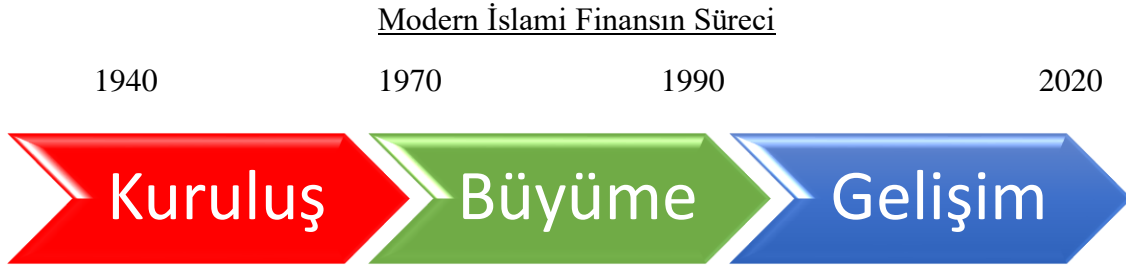 Modern İslami Finansın Süreci
1940 1970 1990 2020
Kuruluş Büyüme Gelişim